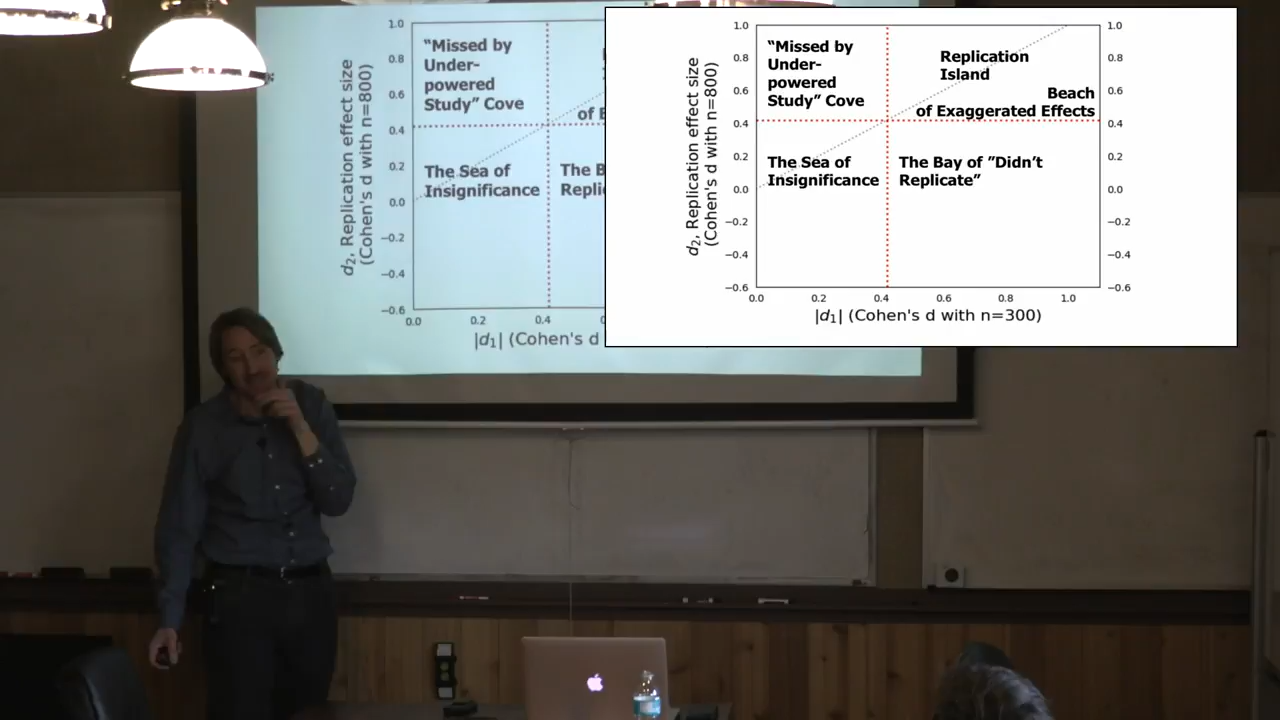 1.0
0.8
0.6
0.4
0.2
0.0
−0.2
−0.4
−0.6
d2, Replication effect size
(Cohen's d with n=800)
“Missed by
Under-
powered
Study” Cove
The Sea of
Insignificance
of
The
0.0
0.2
0.4
|d1| (Cohen's d
1.0
0.8
0.6
0.4
0.2
0.0
−0.2
−0.4
−0.6
d2, Replication effect size
(Cohen's d with n=800)
“Missed by
Under-
powered
Study” Cove
Replication
Island
Beach
of Exaggerated Effects
The Sea of
Insignificance
The Bay of ”Didn’t
Replicate”
1.0
0.8
0.6
0.4
0.2
0.0
−0.2
−0.4
−0.6
0.0
0.2
0.4
0.6
0.8
1.0
|d1| (Cohen's d with n=300)